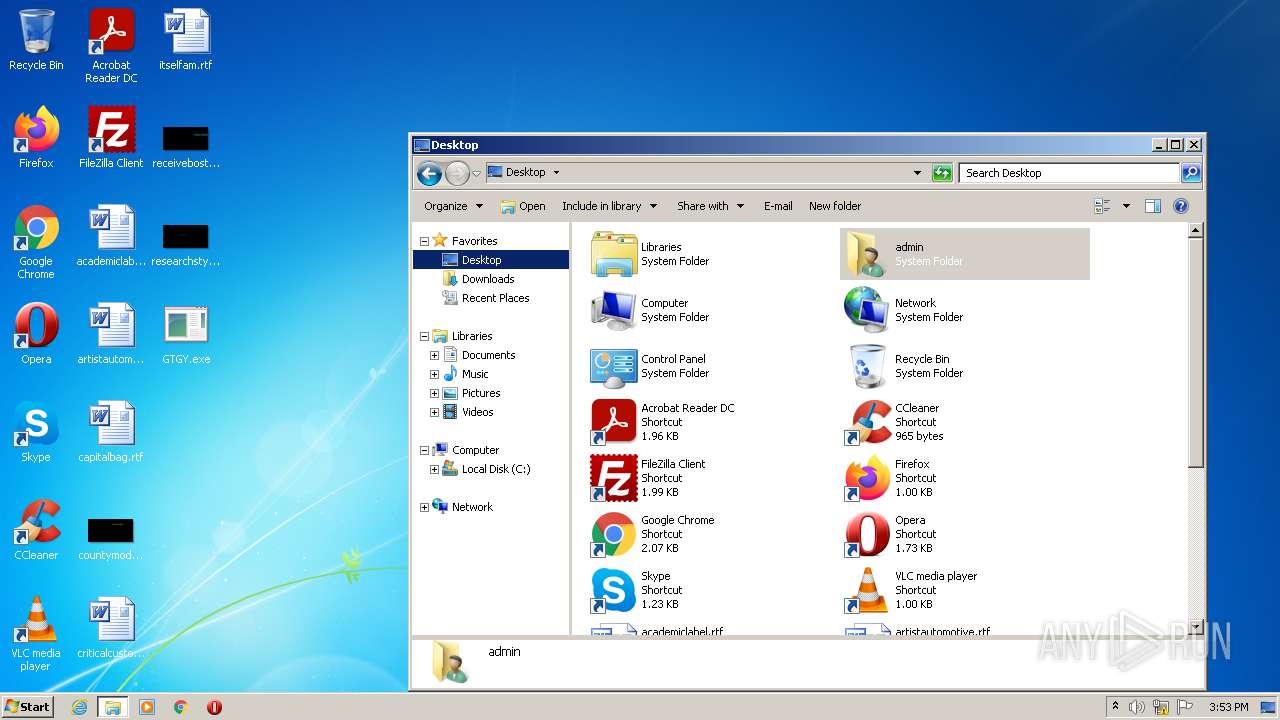 Recycle Bin
Acrobat
Reader DC
itselfam.rtf
Firefox
FileZilla Client
receivebost...
Google
Chrome
academiclab...
researchsty...
Opera
artistautom...
GTGY.exe
Skype
capitalbag.rtf
CCleaner
countymod...
VLC media
player
criticalcusto...
Desktop
Desktop
Search Desktop
Organize
Open
Include in library
Share with
E-mail
New folder
Favorites
Desktop
Downloads
Recent Places
Libraries
Documents
Music
Pictures
Videos
Computer
Local Disk (C:)
Network
Libraries
System Folder
admin
System Folder
Computer
System Folder
Network
System Folder
Control Panel
System Folder
Recycle Bin
System Folder
Acrobat Reader DC
Shortcut
1.96 KB
CCleaner
Shortcut
965 bytes
FileZilla Client
Shortcut
1.99 KB
Firefox
Shortcut
1.00 KB
Google Chrome
Shortcut
2.07 KB
Opera
Shortcut
1.05 KB
Skype
Shortcut
1.23 KB
VLC media player
Shortcut
1.00 KB
academiclabel.rtf
artistautomotive.rtf
admin
ANY RUN
Start
3:53 PM